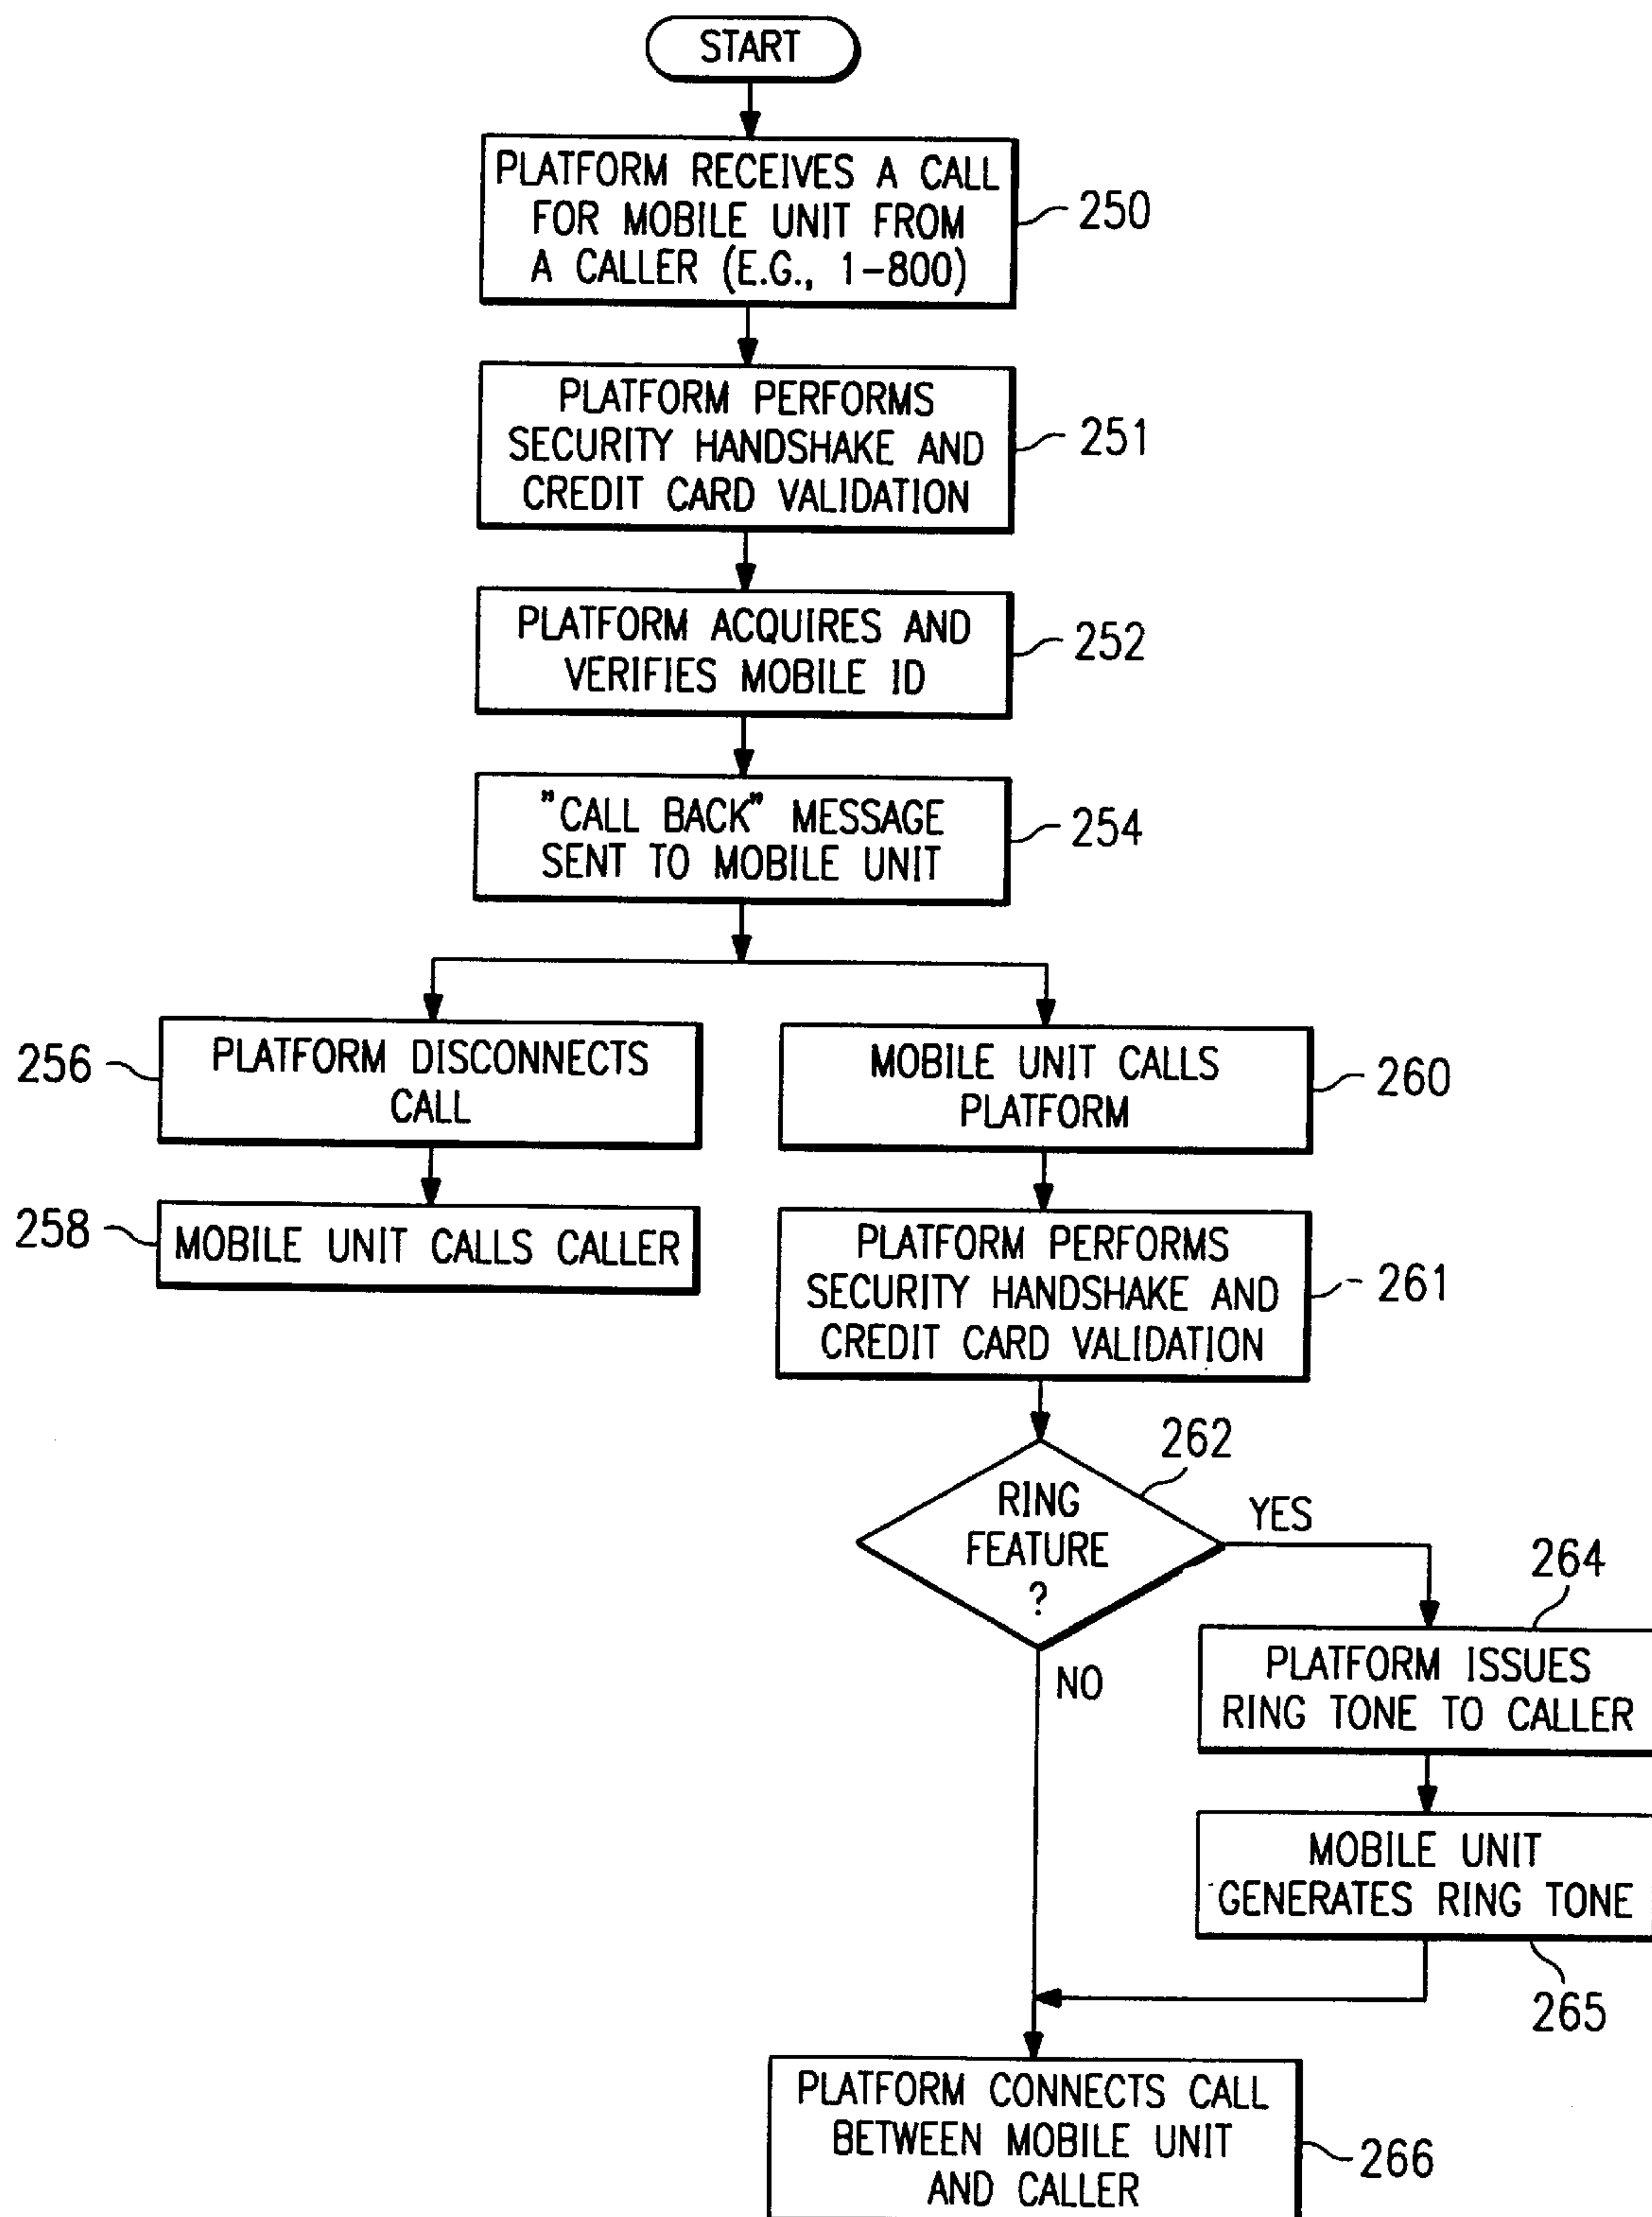 START
PLATFORM RECEIVES A CALL
FOR MOBILE UNIT FROM
A CALLER (E.G., 1-800)
250
PLATFORM PERFORMS
SECURITY HANDSHAKE AND
CREDIT CARD VALIDATION
251
PLATFORM ACQUIRES AND
VERIFIES MOBILE ID
252
"CALL BACK" MESSAGE
SENT TO MOBILE UNIT
254
256
PLATFORM DISCONNECTS
CALL
258
MOBILE UNIT CALLS CALLER
MOBILE UNIT CALLS
PLATFORM
260
PLATFORM PERFORMS
SECURITY HANDSHAKE AND
CREDIT CARD VALIDATION
261
262
RING
FEATURE
?
YES
NO
264
PLATFORM ISSUES
RING TONE TO CALLER
MOBILE UNIT
GENERATES RING TONE
265
PLATFORM CONNECTS CALL
BETWEEN MOBILE UNIT
AND CALLER
266